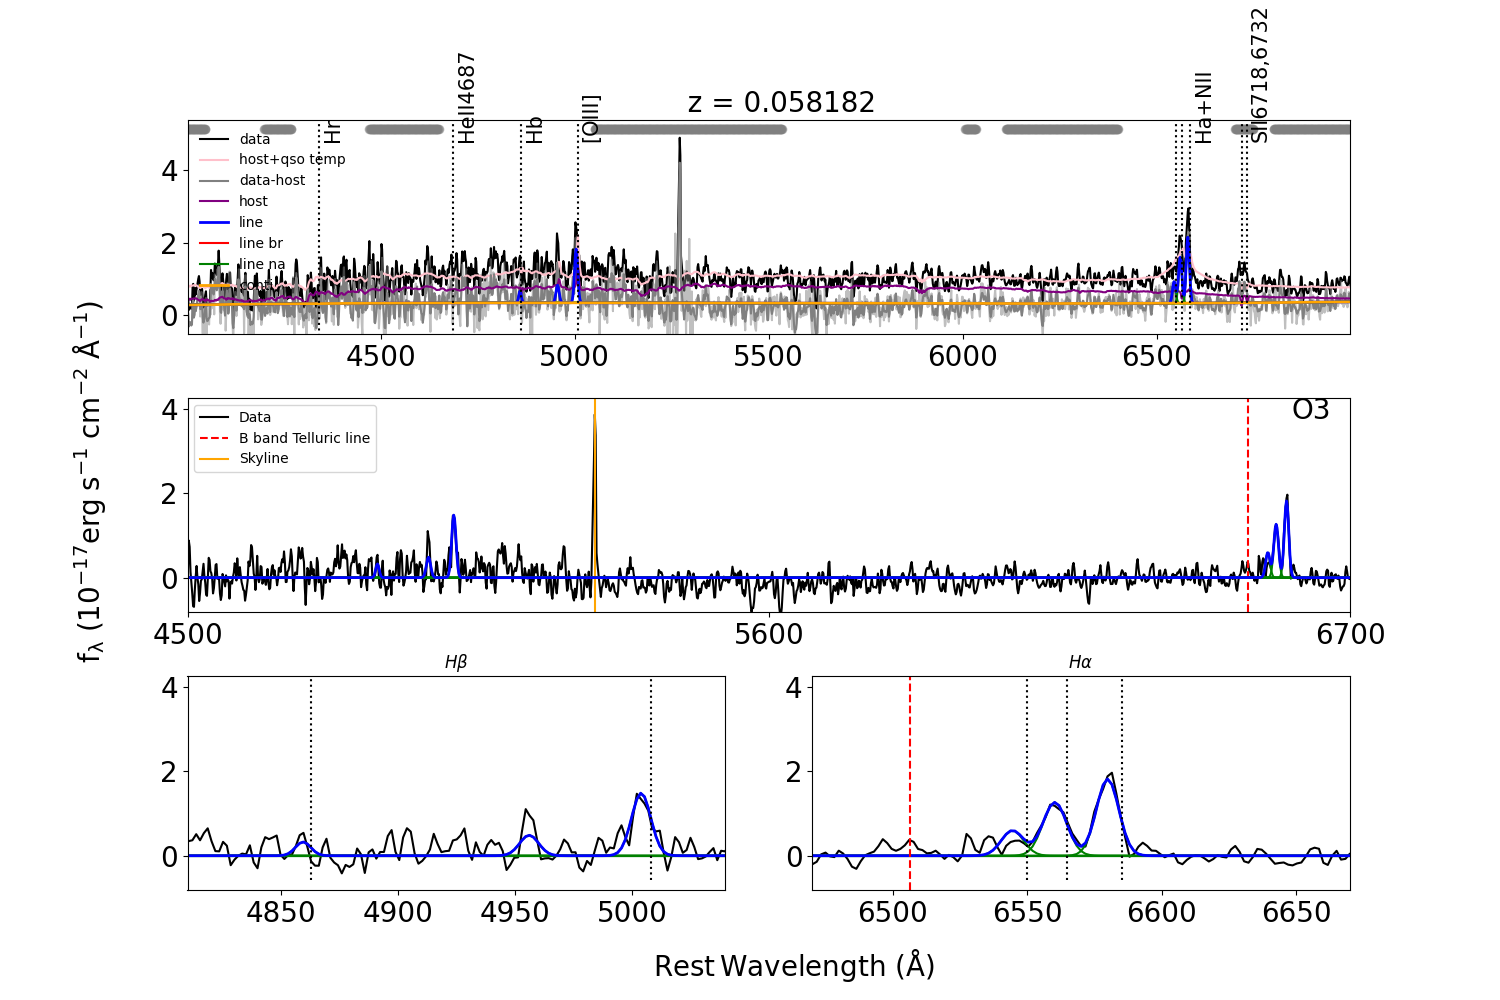 z = 0.058182
Hr
HeII4687
Hb
[OIII]
Ha+NII
SII6718,6732
data
host+qso temp
data-host
host
line
line br
line na
conti
4
2
0
4500
5000
5500
6000
6500
O3
Data
B band Telluric line
Skyline
4
2
0
4500
5600
6700
fλ (10⁻¹⁷erg s⁻¹ cm⁻² Å⁻¹)
Hβ
4
2
0
4850
4900
4950
5000
Hα
4
2
0
6500
6550
6600
6650
Rest Wavelength (Å)